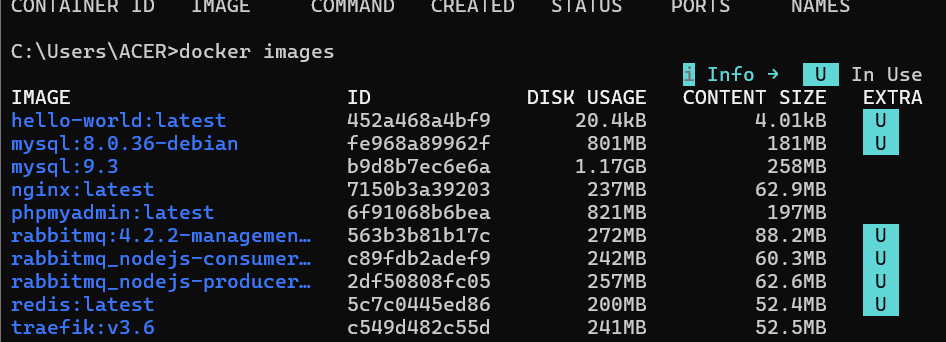 CONTAINER ID   IMAGE     COMMAND   CREATED   STATUS    PORTS     NAMES
C:\Users\ACER>docker images
i Info →   U  In Use
IMAGE                       ID             DISK USAGE   CONTENT SIZE   EXTRA
hello-world:latest          452a468a4bf9       20.4kB         4.01kB    U
mysql:8.0.36-debian         fe968a89962f        801MB          181MB    U
mysql:9.3                   b9d8b7ec6e6a       1.17GB          258MB
nginx:latest                7150b3a39203        237MB         62.9MB
phpmyadmin:latest           6f91068b6bea        821MB          197MB
rabbitmq:4.2.2-managemen…   563b3b81b17c        272MB         88.2MB    U
rabbitmq_nodejs-consumer…   c89fdb2adef9        242MB         60.3MB    U
rabbitmq_nodejs-producer…   2df50808fc05        257MB         62.6MB    U
redis:latest                5c7c0445ed86        200MB         52.4MB    U
traefik:v3.6                c549d482c55d        241MB         52.5MB